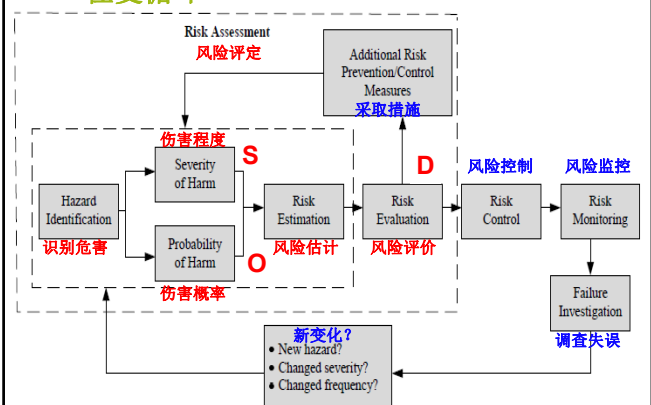 Risk Assessment
风险评定
Additional Risk
Prevention/Control
Measures
采取措施
伤害程度
Severity
of Harm
S
D
风险控制
风险监控
Hazard
Identification
识别危害
Risk
Estimation
风险估计
Risk
Evaluation
风险评价
Risk
Control
Risk
Monitoring
Probability
of Harm
O
伤害概率
Failure
Investigation
调查失误
新变化？
• New hazard?
• Changed severity?
• Changed frequency?